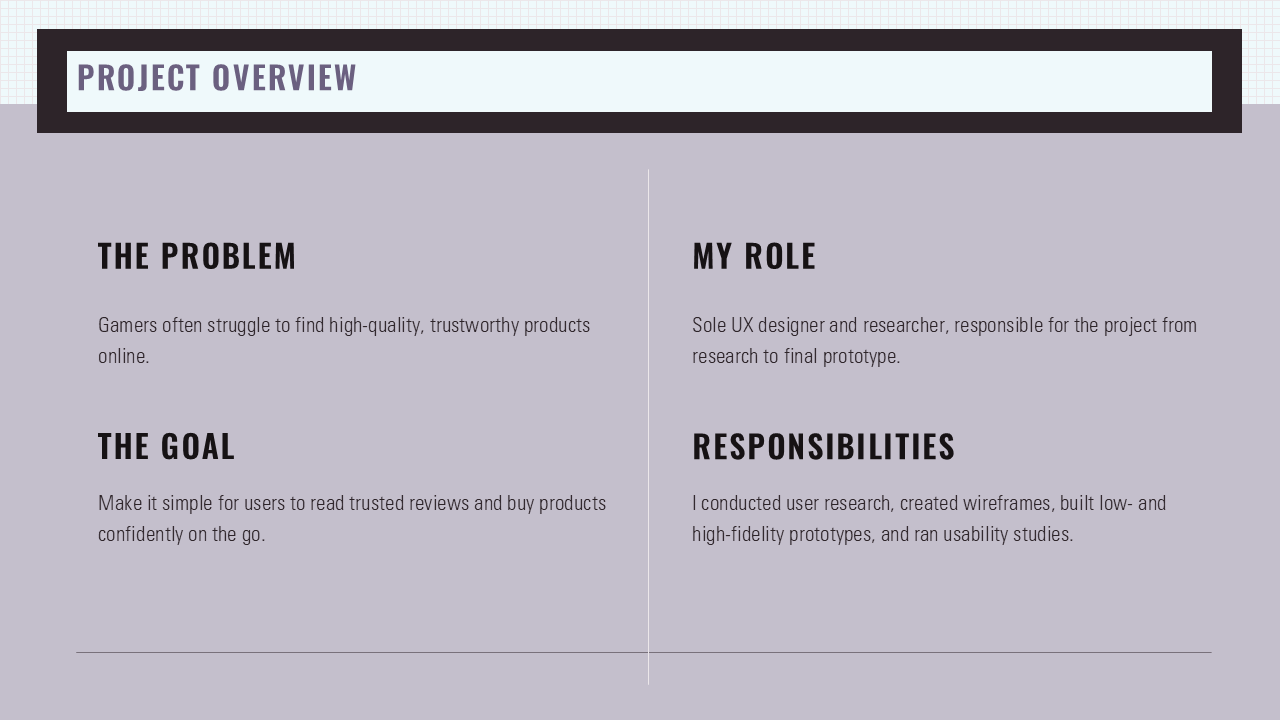 PROJECT OVERVIEW
THE PROBLEM
Gamers often struggle to find high-quality, trustworthy products
online.
THE GOAL
Make it simple for users to read trusted reviews and buy products
confidently on the go.
MY ROLE
Sole UX designer and researcher, responsible for the project from
research to final prototype.
RESPONSIBILITIES
I conducted user research, created wireframes, built low- and
high-fidelity prototypes, and ran usability studies.